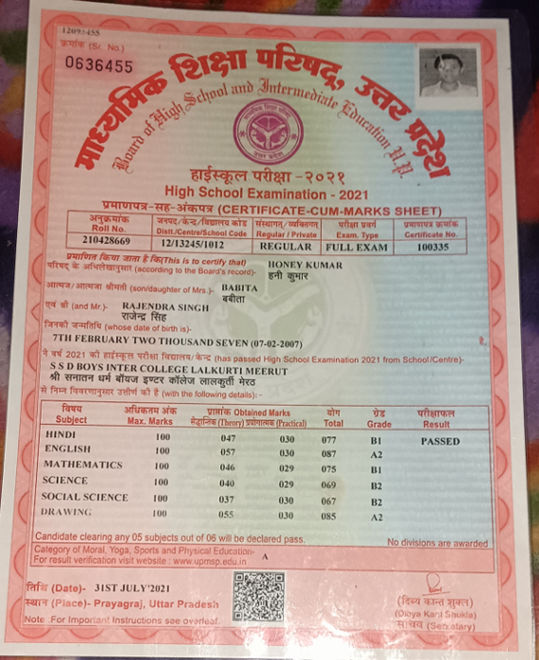 12093455
क्रमांक (Sr. No.)
0636455
माध्यमिक शिक्षा परिषद्, उत्तर प्रदेश
Board of High School and Intermediate Education U.P.
हाईस्कूल परीक्षा -२०२१
High School Examination - 2021
प्रमाणपत्र-सह-अंकपत्र (CERTIFICATE-CUM-MARKS SHEET)
अनुक्रमांक जनपद/केन्द्र/विद्यालय कोड संस्थागत/व्यक्तिगत परीक्षा प्रवर्ग प्रमाणपत्र क्रमांक
Roll No. Distt./Centre/School Code Regular / Private Exam. Type Certificate No.
210428669 12/13245/1012 REGULAR FULL EXAM 100335
प्रमाणित किया जाता है कि(This is to certify that) HONEY KUMAR
परिषद् के अभिलेखानुसार (according to the Board's record)- हनी कुमार
आत्मज/आत्मजा श्रीमती (son/daughter of Mrs.)- BABITA
बबीता
एवं श्री (and Mr.)- RAJENDRA SINGH
राजेन्द्र सिंह
जिनकी जन्मतिथि (whose date of birth is)-
7TH FEBRUARY TWO THOUSAND SEVEN (07-02-2007) है,
ने वर्ष 2021 की हाईस्कूल परीक्षा विद्यालय/केन्द्र (has passed High School Examination 2021 from School/Centre)-
S S D BOYS INTER COLLEGE LALKURTI MEERUT
श्री सनातन धर्म बॉयज इण्टर कॉलेज लालकुर्ती मेरठ
से निम्न विवरणानुसार उत्तीर्ण की है (with the following details):-
विषय अधिकतम अंक प्राप्तांक Obtained Marks योग ग्रेड परीक्षाफल
Subject Max. Marks सैद्धान्तिक (Theory) प्रयोगात्मक (Practical) Total Grade Result
HINDI 100 047 030 077 B1 PASSED
ENGLISH 100 057 030 087 A2
MATHEMATICS 100 046 029 075 B1
SCIENCE 100 040 029 069 B2
SOCIAL SCIENCE 100 037 030 067 B2
DRAWING 100 055 030 085 A2
Candidate clearing any 05 subjects out of 06 will be declared pass. No divisions are awarded
Category of Moral, Yoga, Sports and Physical Education- A
For result verification visit website : www.upmsp.edu.in
तिथि (Date)- 31ST JULY'2021
स्थान (Place)- Prayagraj, Uttar Pradesh
Note :For Important Instructions see overleaf.
(दिव्य कान्त शुक्ल)
(Divya Kant Shukla)
सचिव (Secretary)